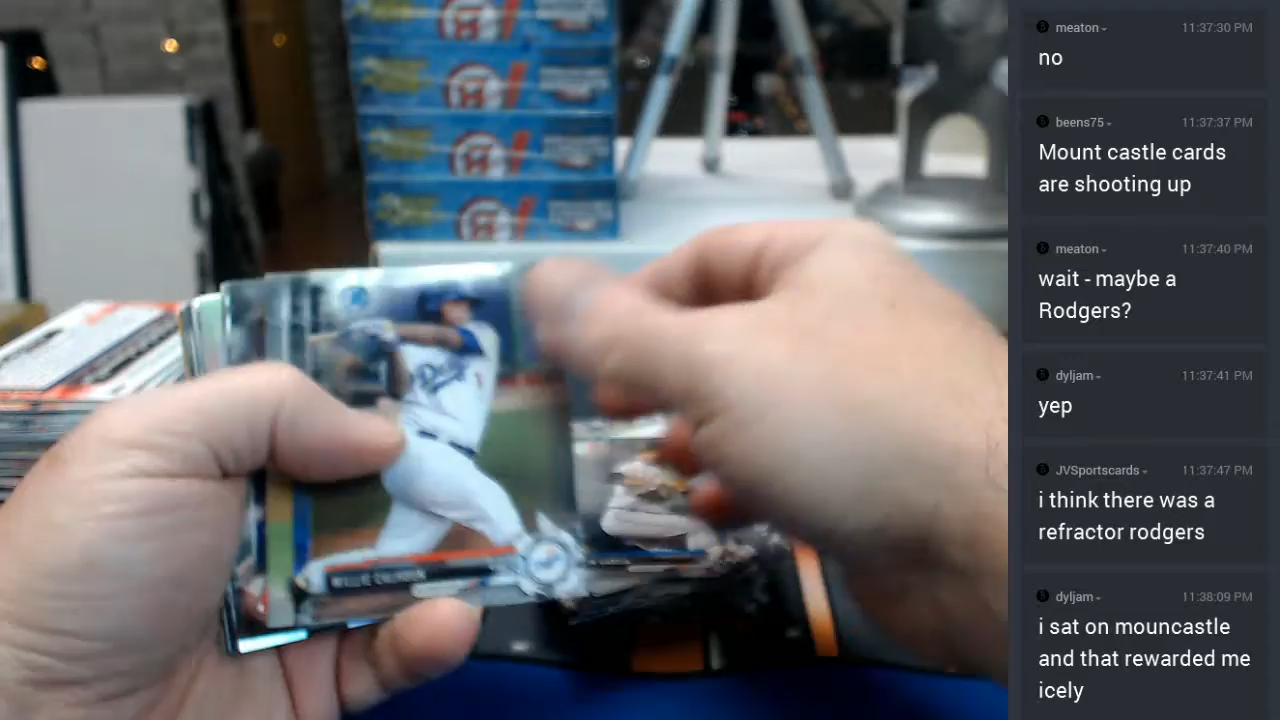 meaton
11:37:30 PM
no
beens75
11:37:37 PM
Mount castle cards
are shooting up
meaton
11:37:40 PM
wait - maybe a
Rodgers?
dyljam
11:37:41 PM
yep
JVSportscards
11:37:47 PM
i think there was a
refractor rodgers
dyljam
11:38:09 PM
i sat on mouncastle
and that rewarded me
icely
WILLIE CALHOUN